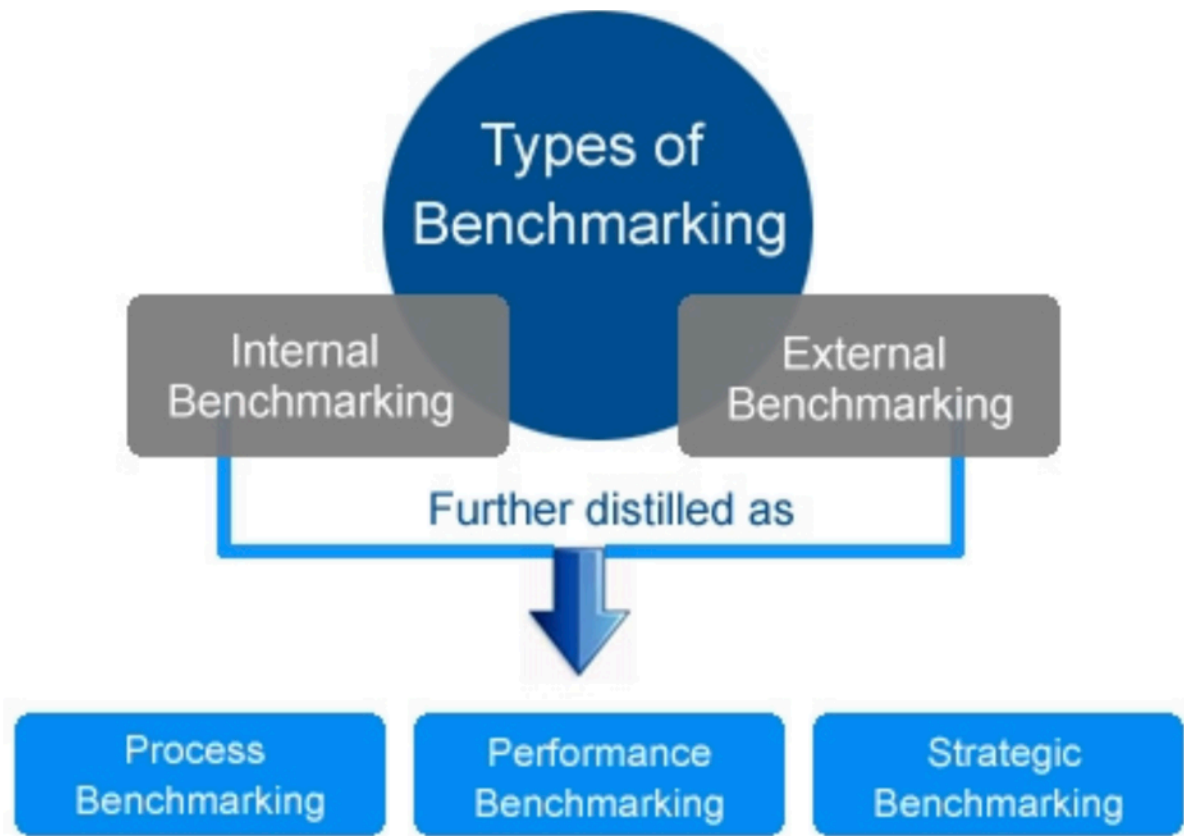 Types of
Benchmarking
Internal
Benchmarking
External
Benchmarking
Further distilled as
Process
Benchmarking
Performance
Benchmarking
Strategic
Benchmarking